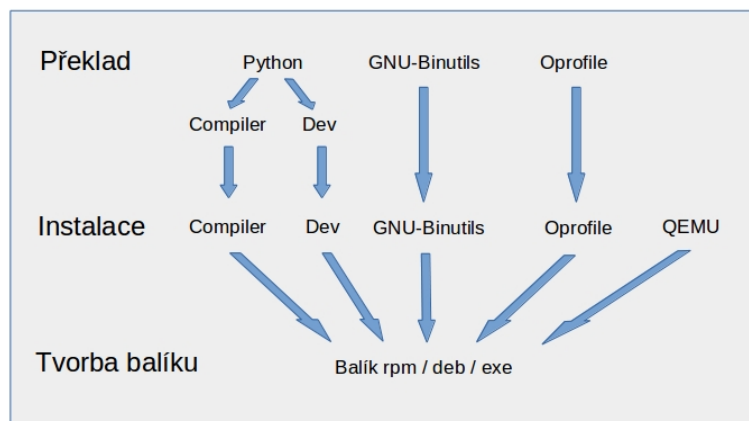 Překlad Python GNU-Binutils Oprofile
Compiler Dev
Instalace Compiler Dev GNU-Binutils Oprofile QEMU
Tvorba balíku Balík rpm / deb / exe